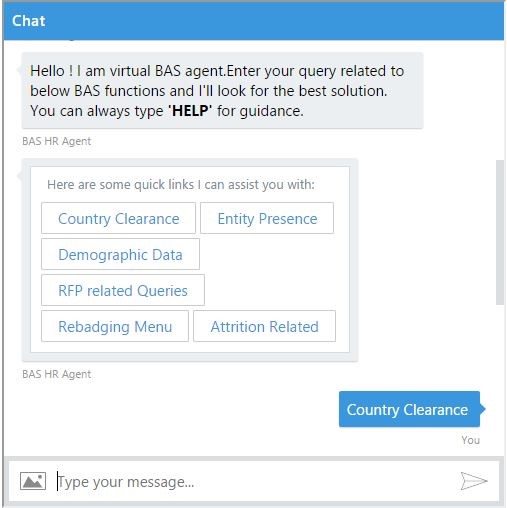 Chat
Hello ! I am virtual BAS agent.Enter your query related to
below BAS functions and I'll look for the best solution.
You can always type 'HELP' for guidance.
BAS HR Agent
Here are some quick links I can assist you with:
Country Clearance Entity Presence
Demographic Data
RFP related Queries
Rebadging Menu Attrition Related
BAS HR Agent
Country Clearance
You
Type your message...